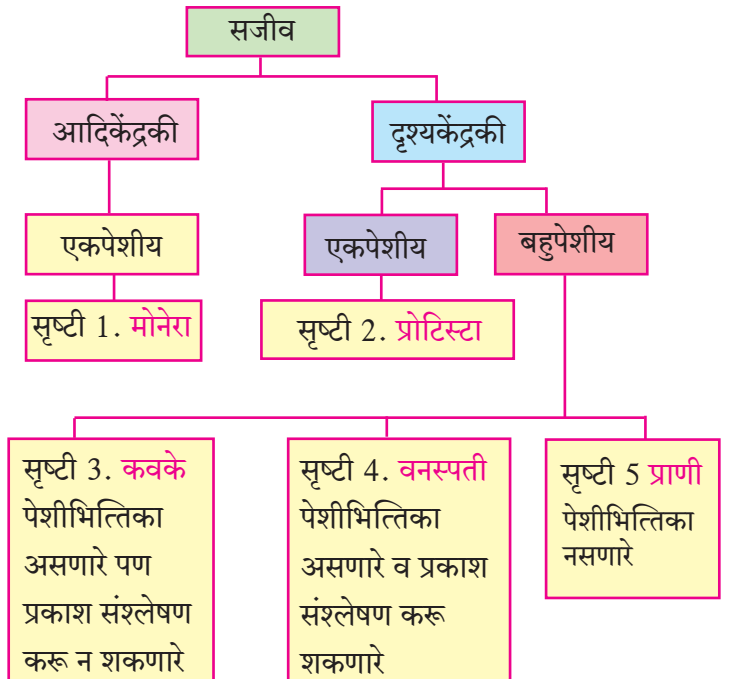 सजीव
आदिकेंद्रकी
दृश्यकेंद्रकी
एकपेशीय
एकपेशीय
बहुपेशीय
सृष्टी 1. मोनेरा
सृष्टी 2. प्रोटिस्टा
सृष्टी 3. कवके
पेशीभित्तिका
असणारे पण
प्रकाश संश्लेषण
करू न शकणारे
सृष्टी 4. वनस्पती
पेशीभित्तिका
असणारे व प्रकाश
संश्लेषण करू
शकणारे
सृष्टी 5 प्राणी
पेशीभित्तिका
नसणारे